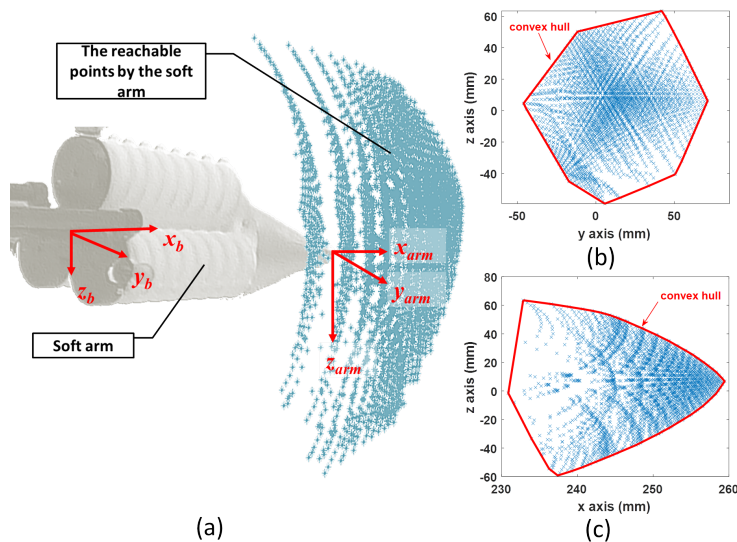 The reachable
points by the soft
arm
x_b
y_b
z_b
x_arm
y_arm
z_arm
Soft arm
(a)
convex hull
60
40
20
0
-20
-40
z axis (mm)
-50
0
50
y axis (mm)
(b)
convex hull
80
60
40
20
0
-20
-40
-60
z axis (mm)
230
240
250
260
x axis (mm)
(c)